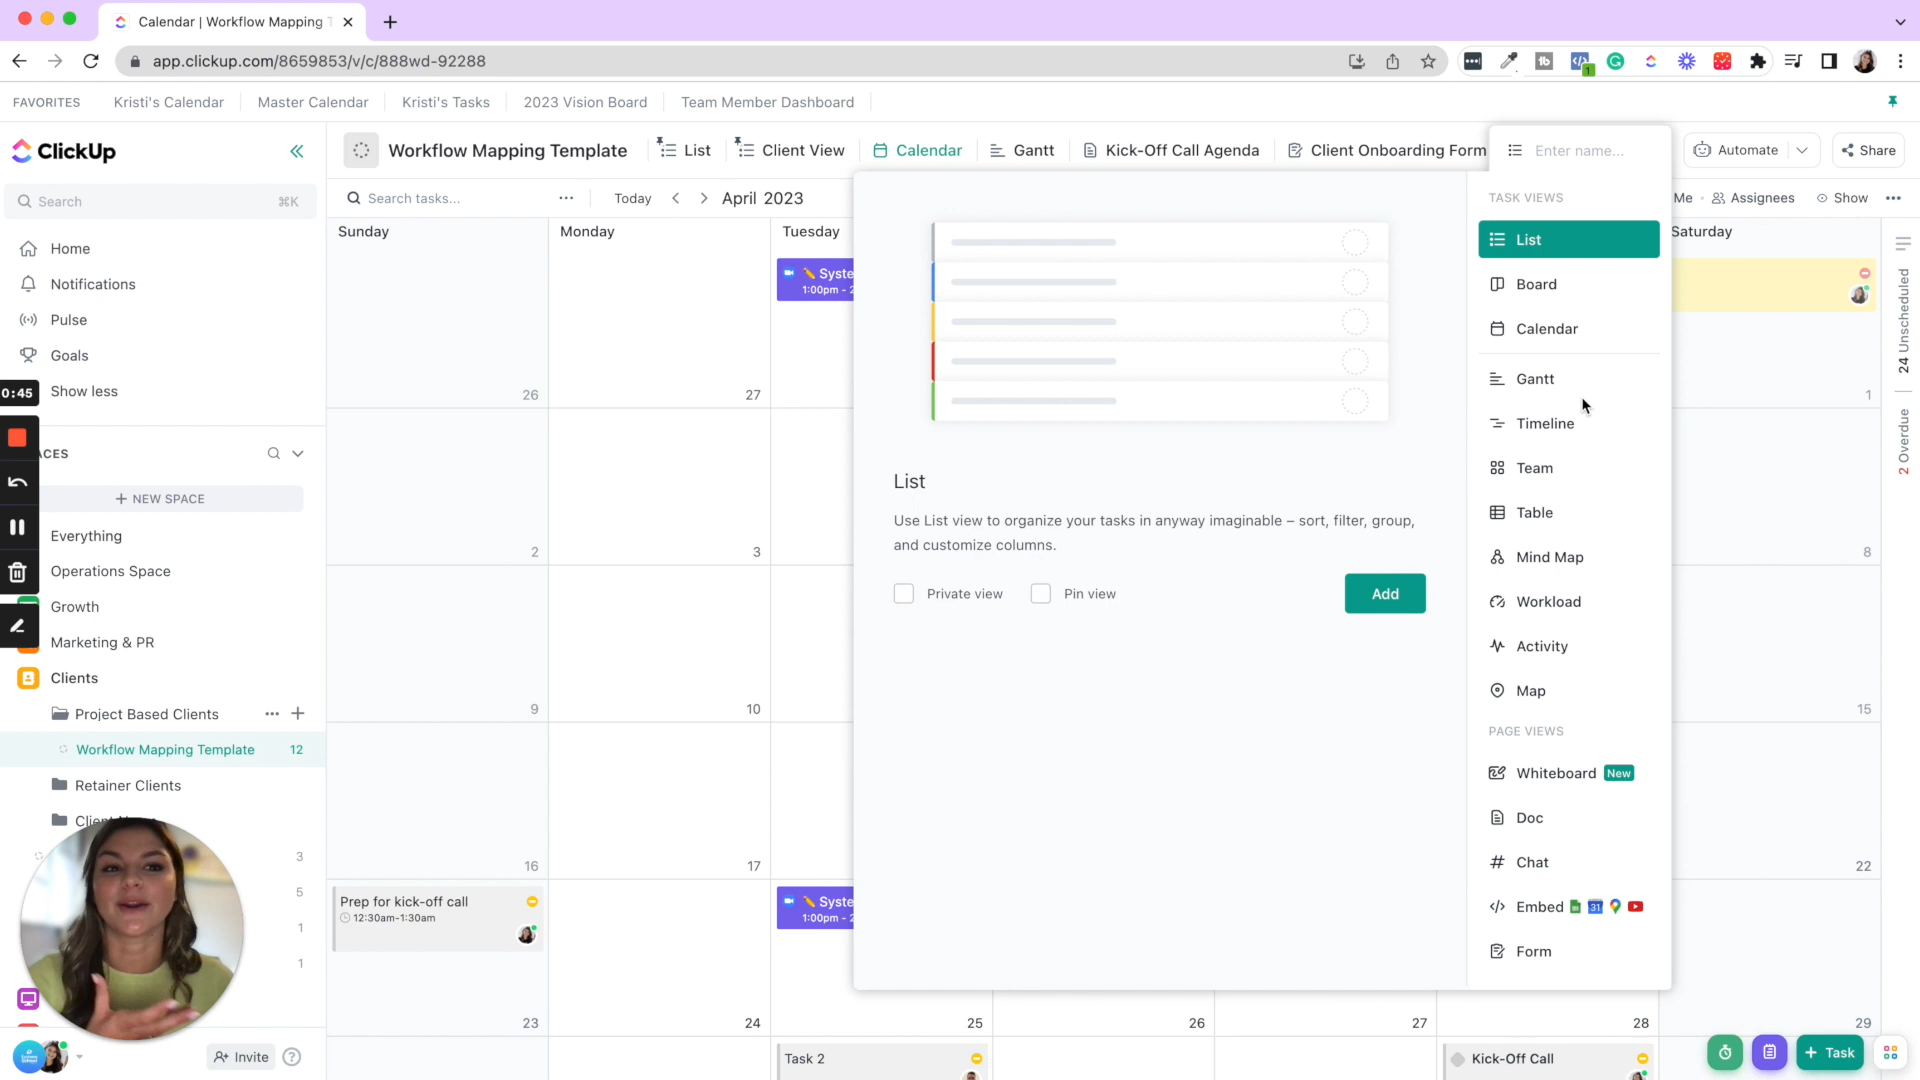 Calendar | Workflow Mapping T
app.clickup.com/8659853/v/c/888wd-92288
1
FAVORITES
Kristi's Calendar
Master Calendar
Kristi's Tasks
2023 Vision Board
Team Member Dashboard
ClickUp
Workflow Mapping Template
List
Client View
Calendar
Gantt
Kick-Off Call Agenda
Client Onboarding Form
Enter name...
Automate
Share
Search
⌘K
Search tasks...
Today
April 2023
Me
Assignees
Show
Home
Notifications
Pulse
Goals
Show less
0:45
ACES
+ NEW SPACE
Everything
Operations Space
Growth
Marketing & PR
Clients
Project Based Clients
Workflow Mapping Template
12
Retainer Clients
3
5
1
1
Invite
?
Sunday
Monday
Tuesday
Saturday
Syste
1:00pm - 2
26
27
1
2
3
8
9
10
15
16
17
22
Prep for kick-off call
12:30am-1:30am
Syste
1:00pm - 2
23
24
25
26
27
28
29
Task 2
Kick-Off Call
List
Use List view to organize your tasks in anyway imaginable – sort, filter, group,
and customize columns.
Private view
Pin view
Add
TASK VIEWS
List
Board
Calendar
Gantt
Timeline
Team
Table
Mind Map
Workload
Activity
Map
PAGE VIEWS
Whiteboard New
Doc
Chat
Embed 31
Form
24 Unscheduled
2 Overdue
+ Task